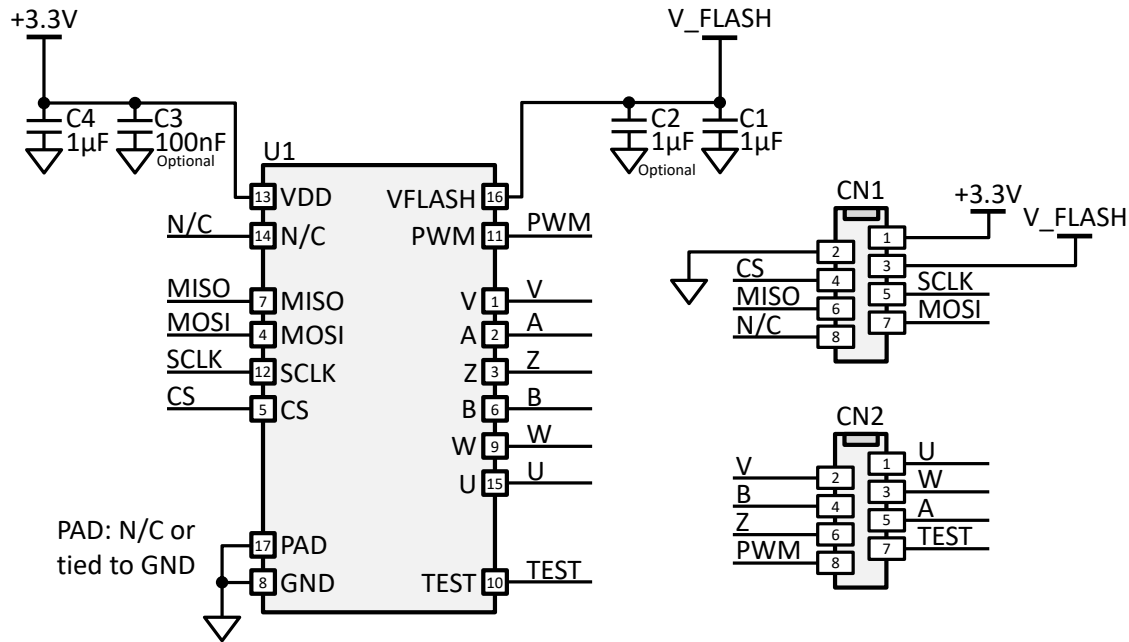 +3.3V
V_FLASH
C4
1µF
C3
100nF
Optional
C2
1µF
Optional
C1
1µF
U1
13 VDD
VFLASH 16
N/C 14 N/C
PWM 11 PWM
MISO 7 MISO
V 1 V
MOSI 4 MOSI
A 2 A
SCLK 12 SCLK
Z 3 Z
CS 5 CS
B 6 B
W 9 W
U 15 U
PAD: N/C or
tied to GND
17 PAD
8 GND
TEST 10 TEST
CN1
+3.3V
V_FLASH
1
2
3
CS 4
5 SCLK
MISO 6
7 MOSI
N/C 8
CN2
1 U
V 2
3 W
B 4
5 A
Z 6
7 TEST
PWM 8